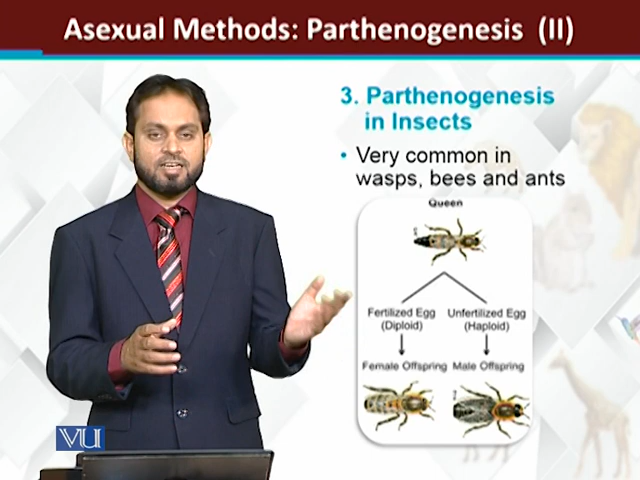 Asexual Methods: Parthenogenesis (II)
3. Parthenogenesis
in Insects
• Very common in
wasps, bees and ants
Queen
Fertilized Egg Unfertilized Egg
(Diploid) (Haploid)
Female Offspring Male Offspring
VU